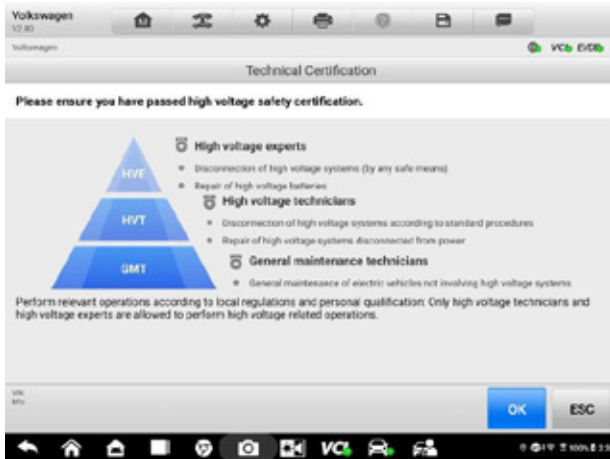 Volkswagen
V2.80
Volkswagen
VCI
EVDB
Technical Certification
Please ensure you have passed high voltage safety certification.
HVE
High voltage experts
Disconnection of high voltage systems (by any safe means)
Repair of high voltage batteries
HVT
High voltage technicians
Disconnection of high voltage systems according to standard procedures
Repair of high voltage systems disconnected from power
GMT
General maintenance technicians
General maintenance of electric vehicles not involving high voltage systems
Perform relevant operations according to local regulations and personal qualification: Only high voltage technicians and
high voltage experts are allowed to perform high voltage related operations.
VIN:
OK
ESC
VCI
100%